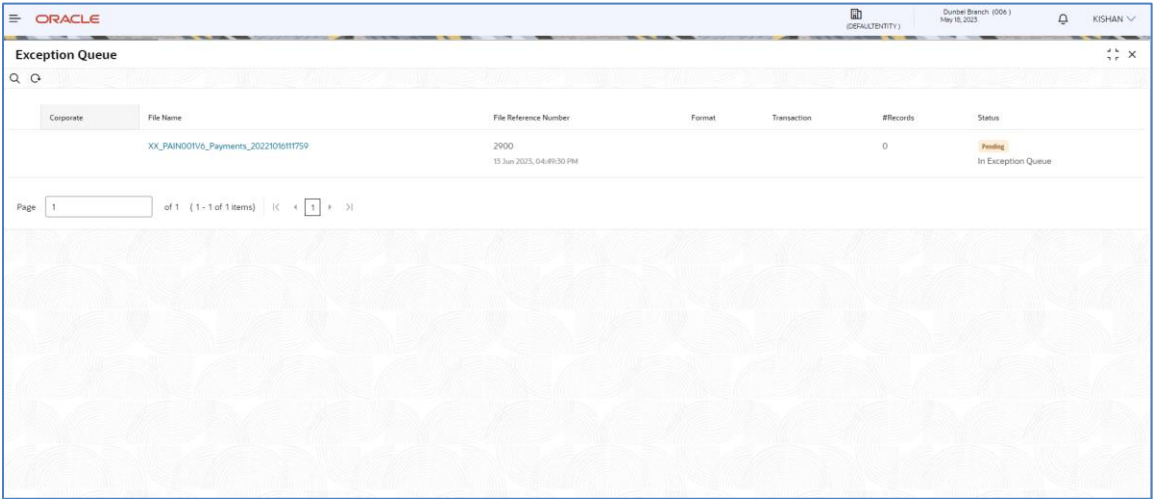 ORACLE
(DEFAULTENTITY)
Dunbel Branch (006 )
May 18, 2023
KISHAN
Exception Queue
Corporate File Name File Reference Number Format Transaction #Records Status
XX_PAIN001V6_Payments_20221016111759 2900 0 Pending
15 Jun 2023, 04:49:30 PM In Exception Queue
Page 1 of 1 ( 1 - 1 of 1 items) 1